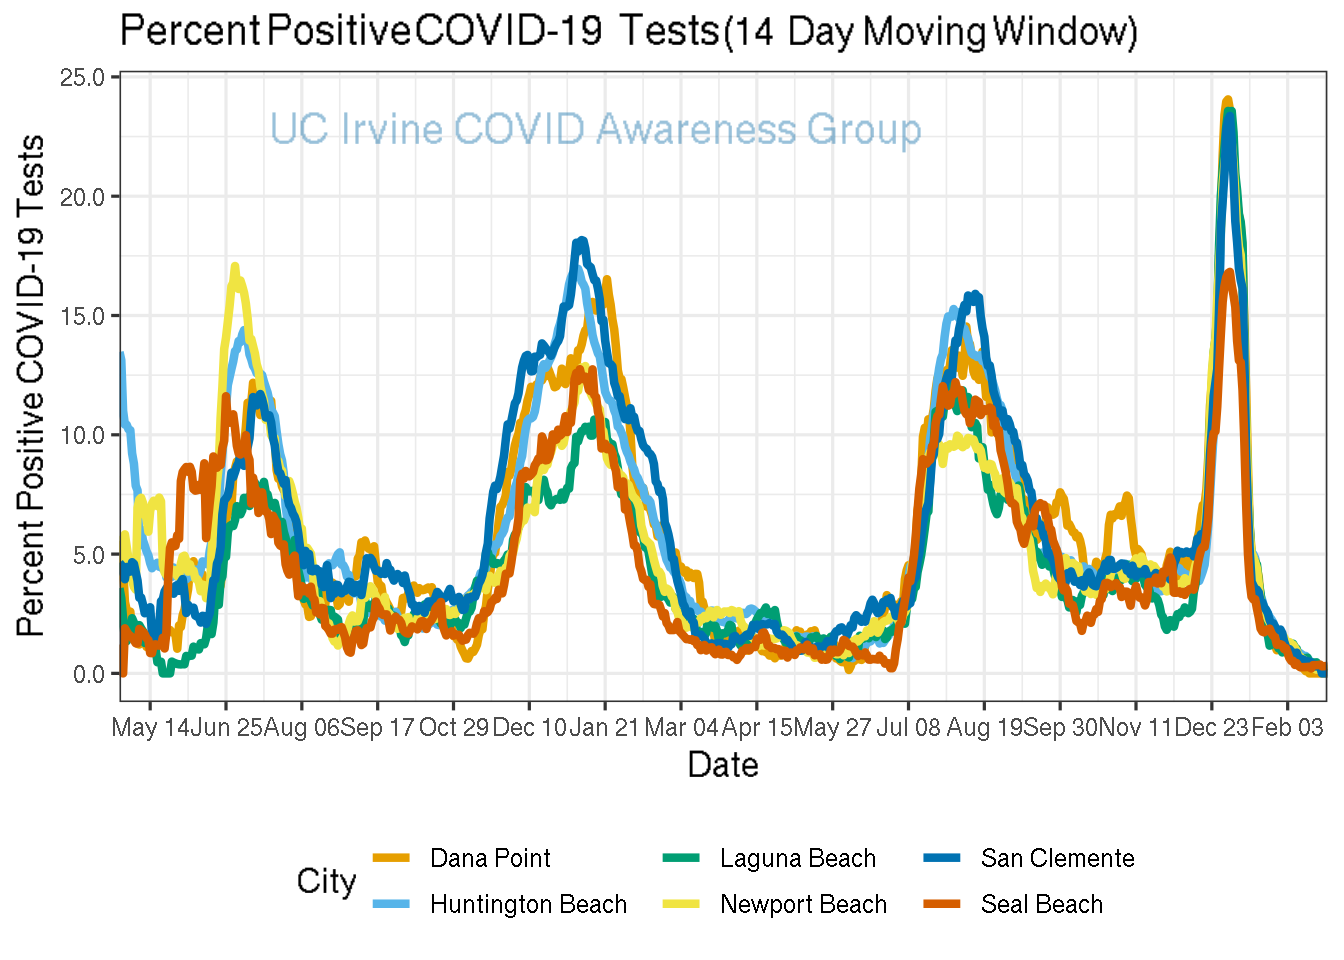 Percent Positive COVID-19 Tests(14 Day Moving Window)
25.0
UC Irvine COVID Awareness Group
20.0
15.0
10.0
5.0
0.0
Percent Positive COVID-19 Tests
May 14 Jun 25 Aug 06 Sep 17 Oct 29 Dec 10 Jan 21 Mar 04 Apr 15 May 27 Jul 08 Aug 19 Sep 30 Nov 11 Dec 23 Feb 03
Date
City
Dana Point Laguna Beach San Clemente
Huntington Beach Newport Beach Seal Beach